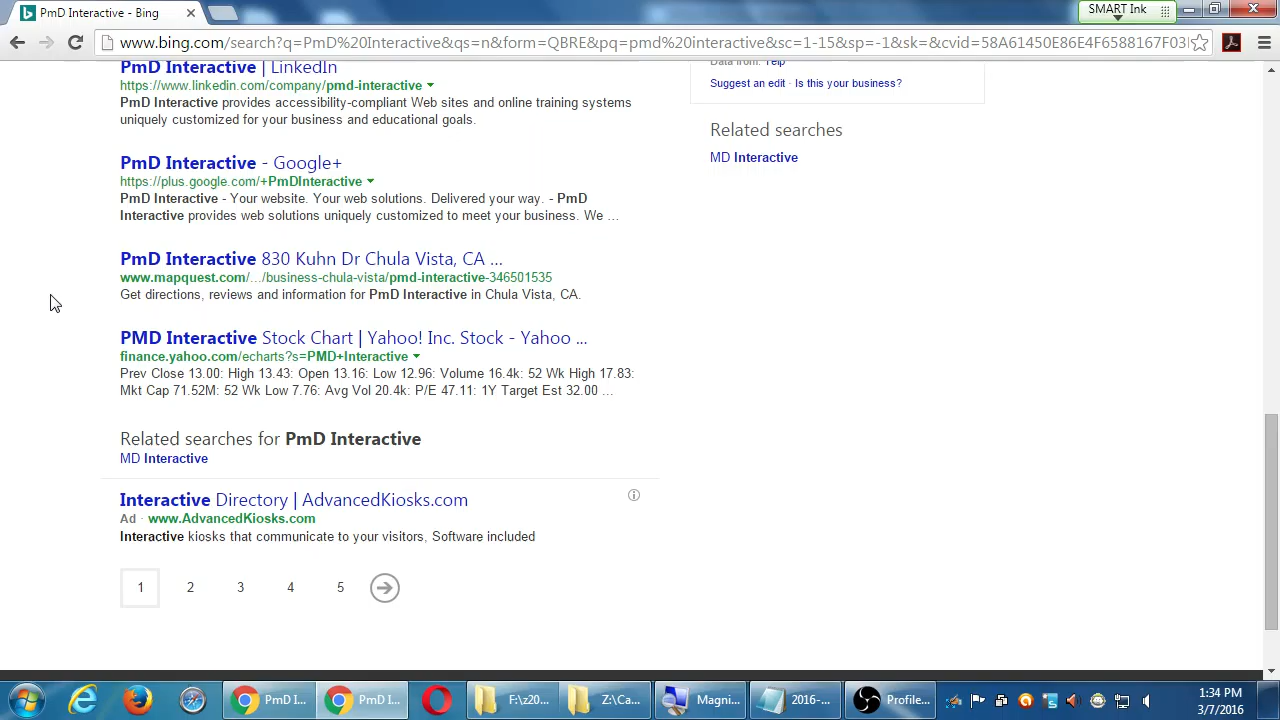 PmD Interactive - Bing
SMART Ink
www.bing.com/search?q=PmD%20Interactive&qs=n&form=QBRE&pq=pmd%20interactive&sc=1-15&sp=-1&sk=&cvid=58A61450E86E4F6588167F03
PmD Interactive | LinkedIn
https://www.linkedin.com/company/pmd-interactive
PmD Interactive provides accessibility-compliant Web sites and online training systems
uniquely customized for your business and educational goals.
PmD Interactive - Google+
https://plus.google.com/+PmDInteractive
PmD Interactive - Your website. Your web solutions. Delivered your way. - PmD
Interactive provides web solutions uniquely customized to meet your business. We ...
PmD Interactive 830 Kuhn Dr Chula Vista, CA ...
www.mapquest.com/.../business-chula-vista/pmd-interactive-346501535
Get directions, reviews and information for PmD Interactive in Chula Vista, CA.
PMD Interactive Stock Chart | Yahoo! Inc. Stock - Yahoo ...
finance.yahoo.com/echarts?s=PMD+Interactive
Prev Close 13.00: High 13.43: Open 13.16: Low 12.96: Volume 16.4k: 52 Wk High 17.83:
Mkt Cap 71.52M: 52 Wk Low 7.76: Avg Vol 20.4k: P/E 47.11: 1Y Target Est 32.00 ...
Related searches for PmD Interactive
MD Interactive
Interactive Directory | AdvancedKiosks.com
Ad · www.AdvancedKiosks.com
Interactive kiosks that communicate to your visitors, Software included
1 2 3 4 5
Data from: Yelp
Suggest an edit · Is this your business?
Related searches
MD Interactive
PmD I...
PmD I...
F:\z20...
Z:\Ca...
Magni...
2016-...
Profile...
1:34 PM
3/7/2016